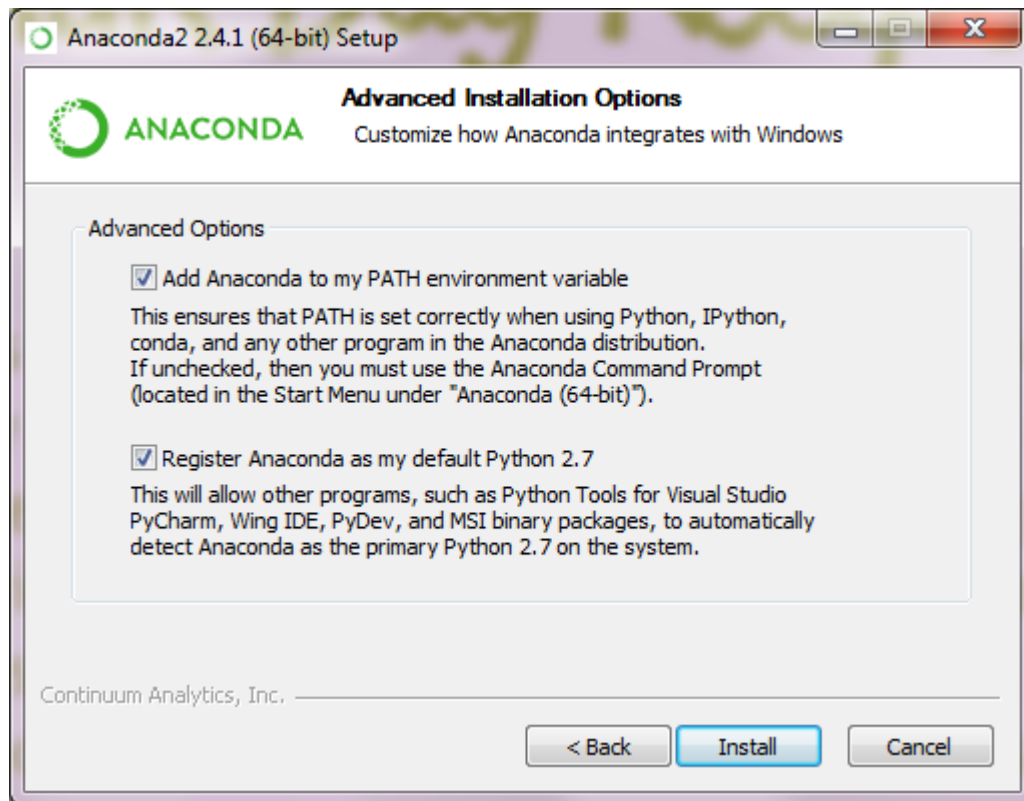 Anaconda2 2.4.1 (64-bit) Setup
Advanced Installation Options
ANACONDA
Customize how Anaconda integrates with Windows
Advanced Options
Add Anaconda to my PATH environment variable
This ensures that PATH is set correctly when using Python, IPython,
conda, and any other program in the Anaconda distribution.
If unchecked, then you must use the Anaconda Command Prompt
(located in the Start Menu under "Anaconda (64-bit)").
Register Anaconda as my default Python 2.7
This will allow other programs, such as Python Tools for Visual Studio
PyCharm, Wing IDE, PyDev, and MSI binary packages, to automatically
detect Anaconda as the primary Python 2.7 on the system.
Continuum Analytics, Inc.
< Back Install Cancel